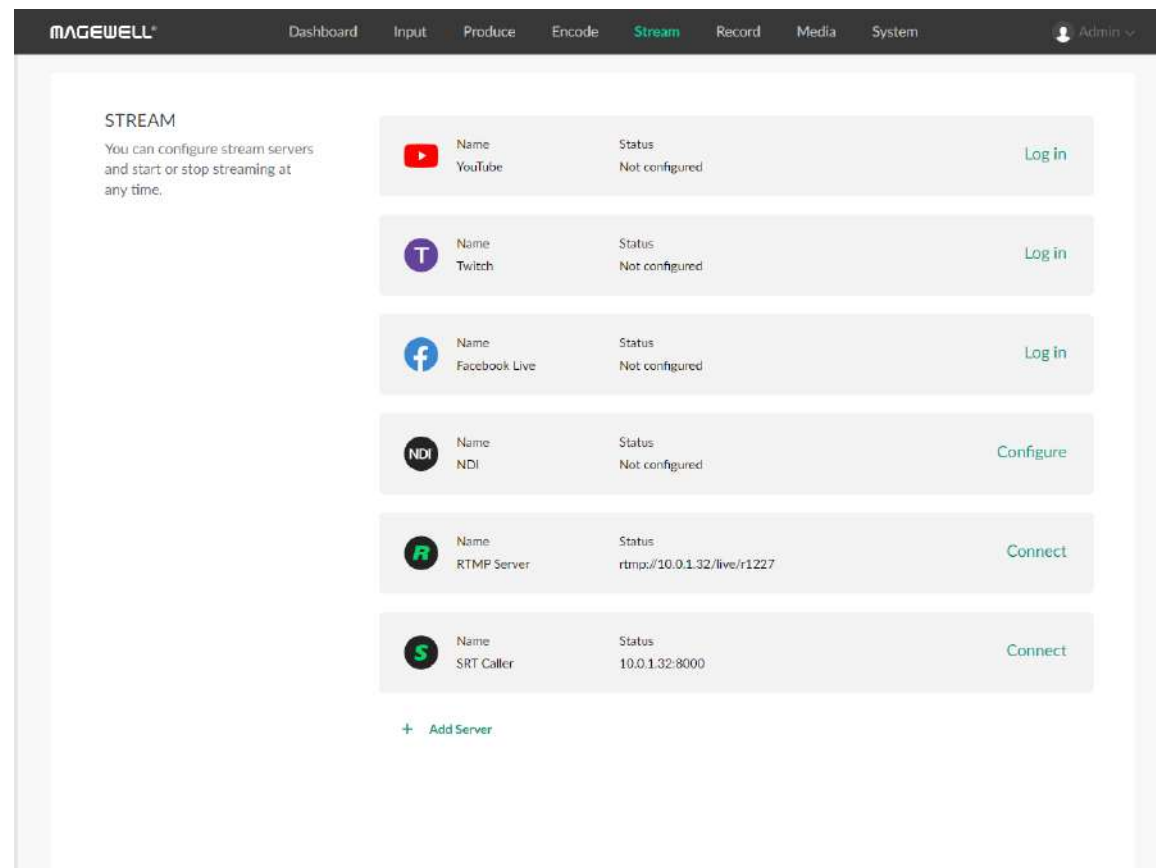 MAGEWELL®
Dashboard Input Produce Encode Stream Record Media System Admin
STREAM
You can configure stream servers
and start or stop streaming at
any time.
Name Status
YouTube Not configured Log in
T
Name Status
Twitch Not configured Log in
Name Status
Facebook Live Not configured Log in
NDI
Name Status
NDI Not configured Configure
R
Name Status
RTMP Server rtmp://10.0.1.32/live/r1227 Connect
S
Name Status
SRT Caller 10.0.1.32:8000 Connect
+ Add Server